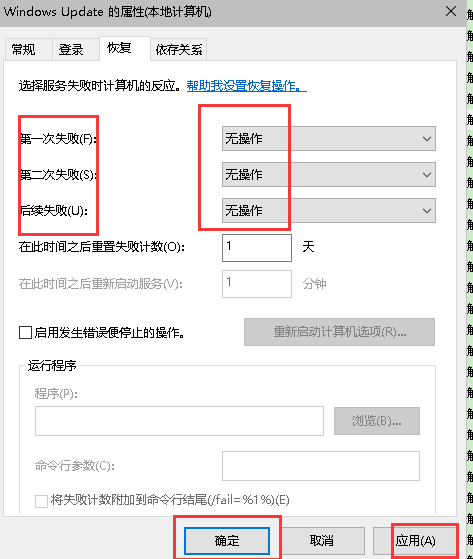 Windows Update 的属性(本地计算机)
常规 登录 恢复 依存关系
选择服务失败时计算机的反应。帮助我设置恢复操作。
第一次失败(F): 无操作
第二次失败(S): 无操作
后续失败(U): 无操作
在此时间之后重置失败计数(O): 1 天
在此时间之后重新启动服务(V): 1 分钟
启用发生错误便停止的操作。 重新启动计算机选项(R)...
运行程序
程序(P):
浏览(B)...
命令行参数(C):
将失败计数附加到命令行结尾(/fail=%1%)(E)
确定 取消 应用(A)